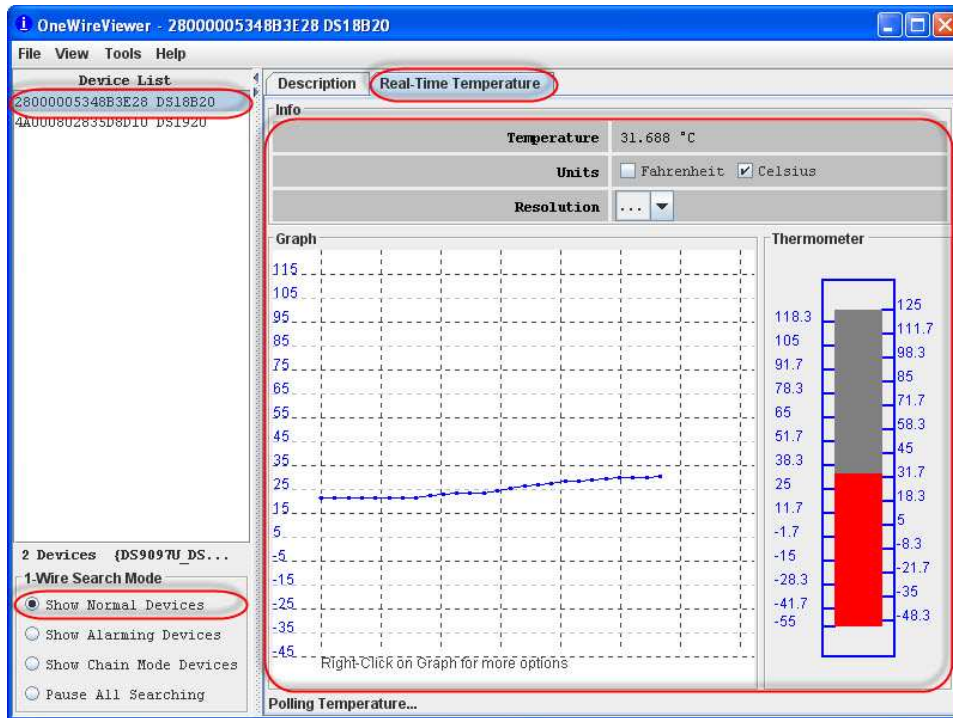 OneWireViewer - 28000005348B3E28 DS18B20
File View Tools Help
Device List
28000005348B3E28 DS18B20
4A000802835D8D10 DS1920
2 Devices {DS9097U_DS...
1-Wire Search Mode
Show Normal Devices
Show Alarming Devices
Show Chain Mode Devices
Pause All Searching
Description Real-Time Temperature
Info
Temperature 31.688 °C
Units Fahrenheit Celsius
Resolution ...
Graph
115
105
95
85
75
65
55
45
35
25
15
5
-5
-15
-25
-35
-45
Right-Click on Graph for more options
Thermometer
125
118.3
111.7
105
98.3
91.7
85
78.3
71.7
65
58.3
51.7
45
38.3
31.7
25
18.3
11.7
5
-1.7
-8.3
-15
-21.7
-28.3
-35
-41.7
-48.3
-55
Polling Temperature...